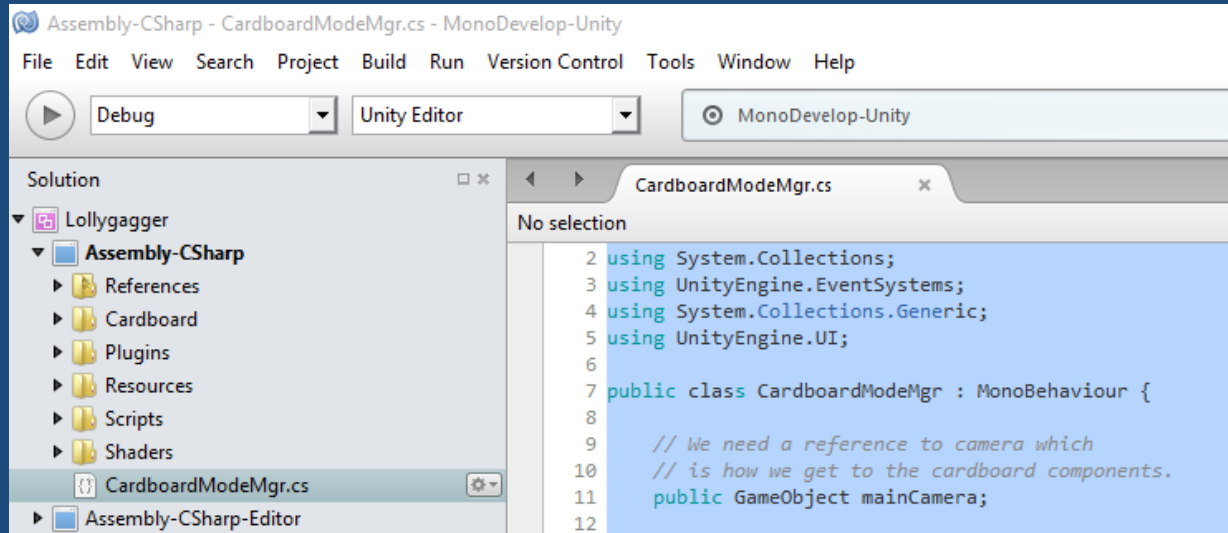 Assembly-CSharp - CardboardModeMgr.cs - MonoDevelop-Unity
File Edit View Search Project Build Run Version Control Tools Window Help
Debug Unity Editor MonoDevelop-Unity
Solution
Lollygagger
Assembly-CSharp
References
Cardboard
Plugins
Resources
Scripts
Shaders
CardboardModeMgr.cs
Assembly-CSharp-Editor
CardboardModeMgr.cs
No selection
2 using System.Collections;
3 using UnityEngine.EventSystems;
4 using System.Collections.Generic;
5 using UnityEngine.UI;
6
7 public class CardboardModeMgr : MonoBehaviour {
8
9 // We need a reference to camera which
10 // is how we get to the cardboard components.
11 public GameObject mainCamera;
12